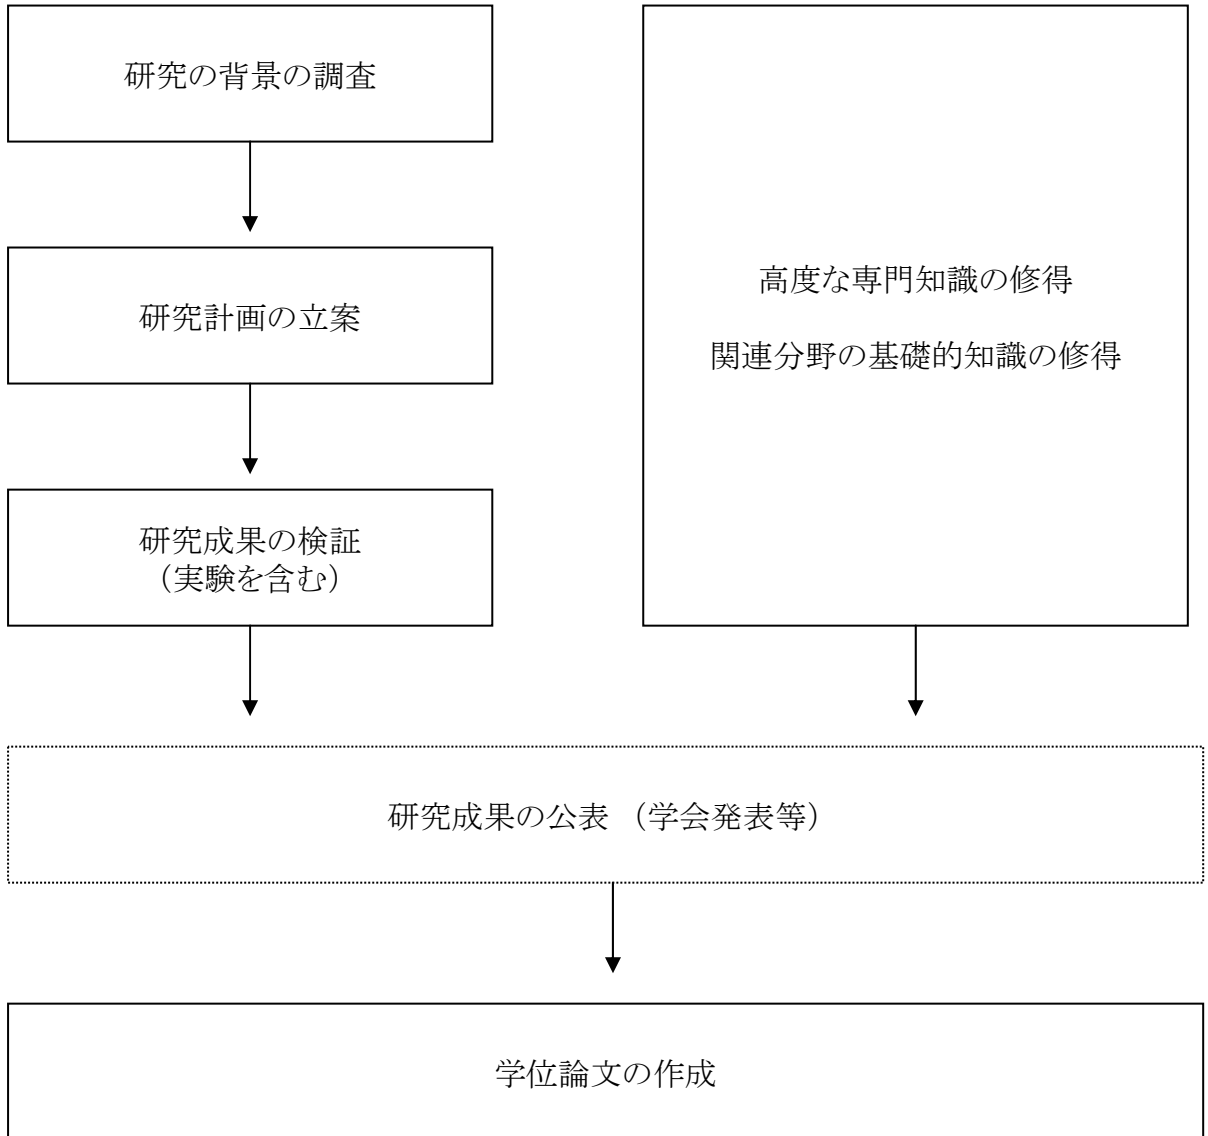 研究の背景の調査
研究計画の立案
研究成果の検証
（実験を含む）
高度な専門知識の修得
関連分野の基礎的知識の修得
研究成果の公表 （学会発表等）
学位論文の作成